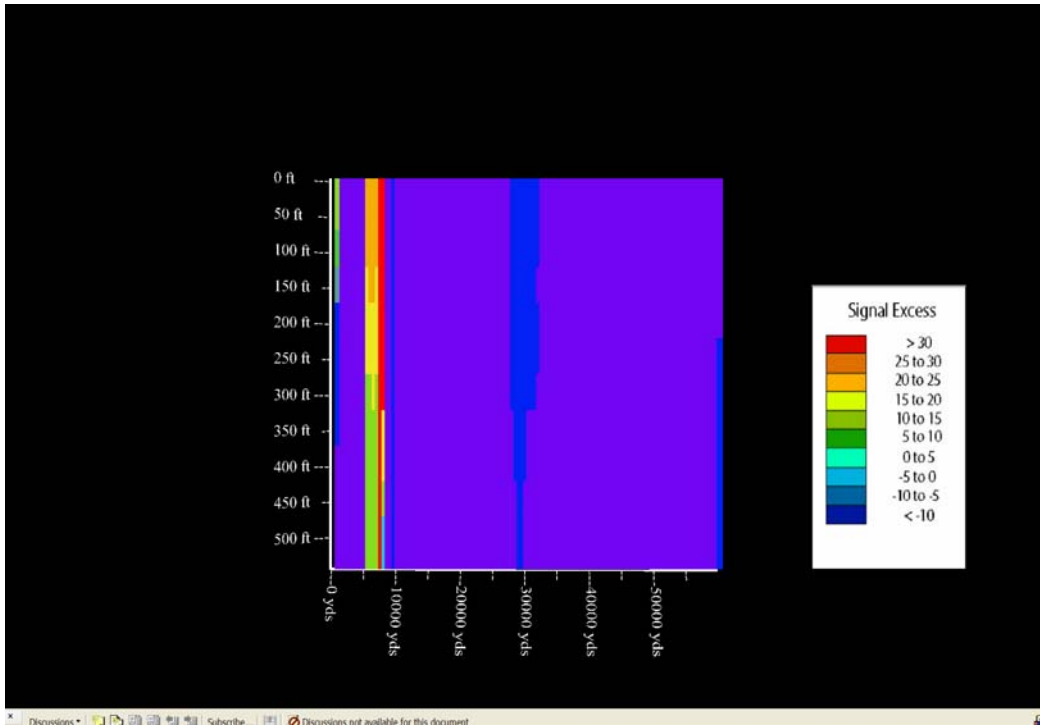 0 ft
50 ft
100 ft
150 ft
200 ft
250 ft
300 ft
350 ft
400 ft
450 ft
500 ft
0 yds
10000 yds
20000 yds
30000 yds
40000 yds
50000 yds
Signal Excess
> 30
25 to 30
20 to 25
15 to 20
10 to 15
5 to 10
0 to 5
-5 to 0
-10 to -5
< -10
Discussions
Subscribe...
Discussions not available for this document